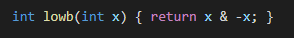 int lowb(int x) { return x & -x; }